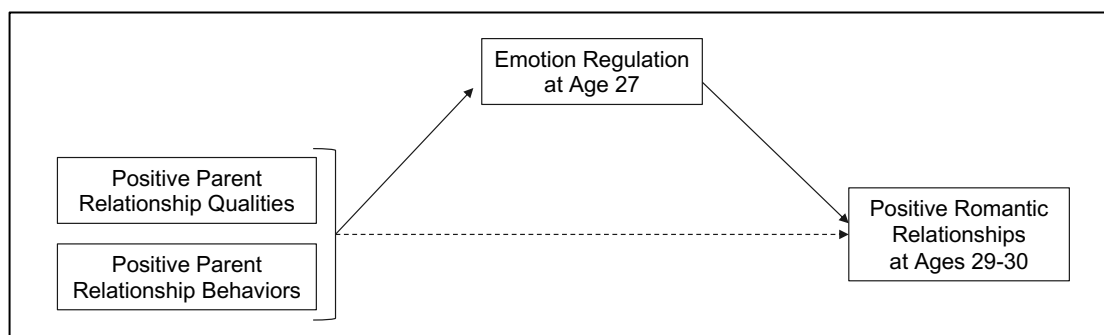 Emotion Regulation
at Age 27
Positive Parent
Relationship Qualities
Positive Parent
Relationship Behaviors
Positive Romantic
Relationships
at Ages 29-30